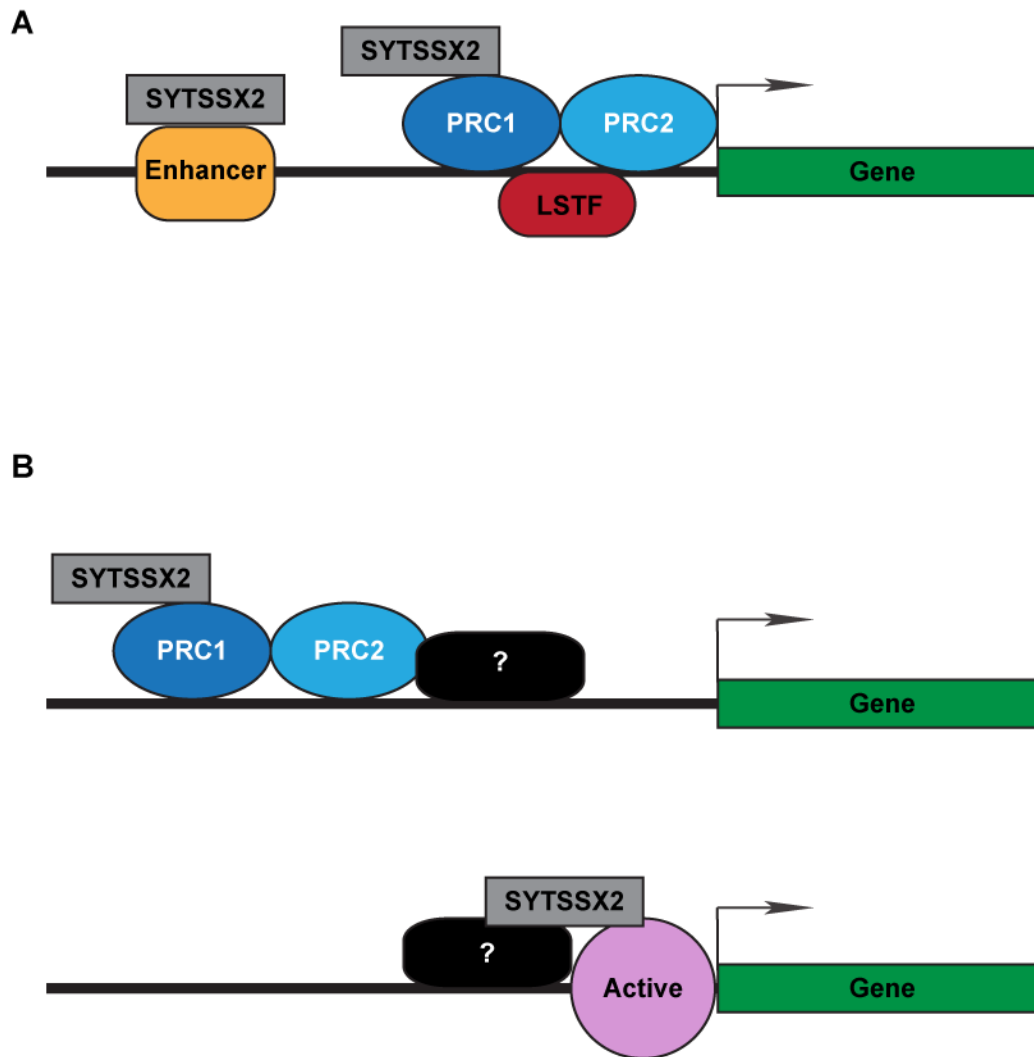 A
SYTSSX2
SYTSSX2
PRC1
PRC2
Enhancer
Gene
LSTF
B
SYTSSX2
PRC1
PRC2
?
Gene
SYTSSX2
?
Active
Gene